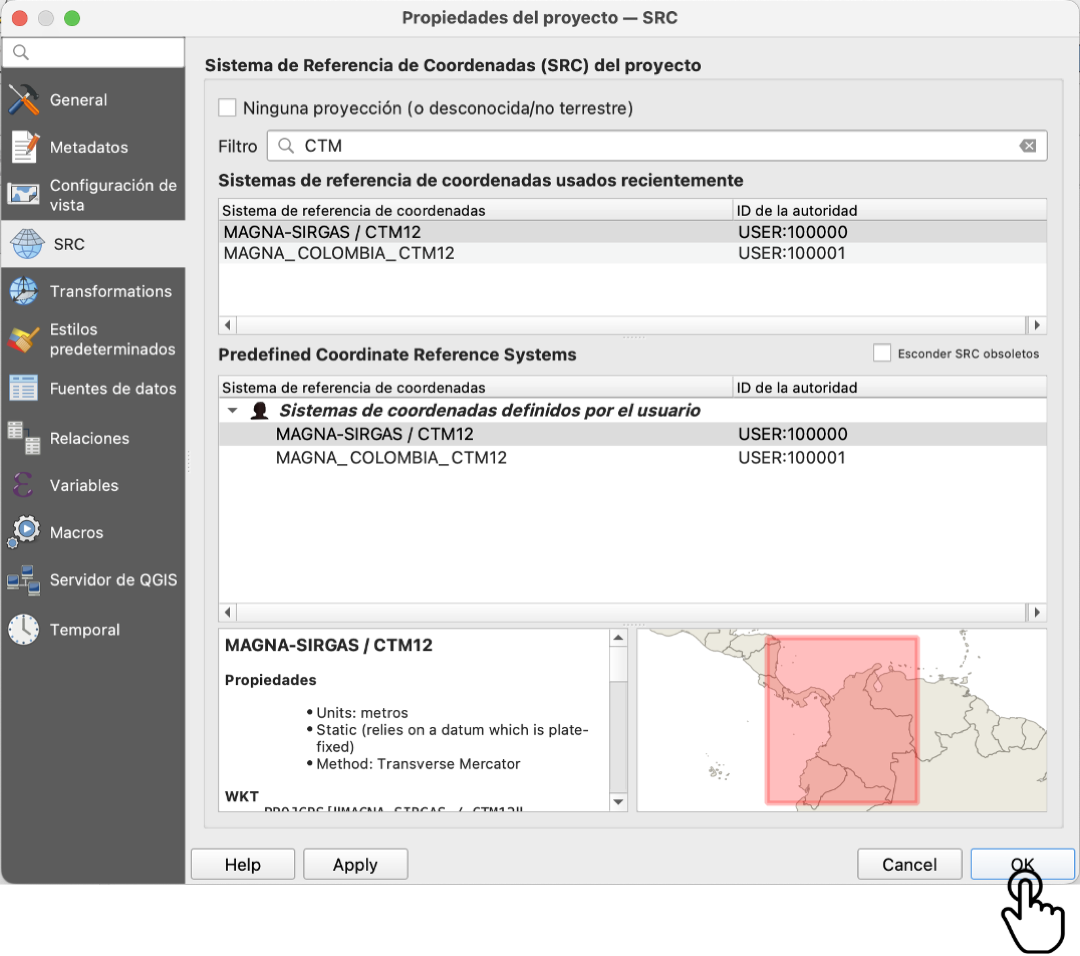 Propiedades del proyecto — SRC
General
Metadatos
Configuración de
vista
SRC
Transformations
Estilos
predeterminados
Fuentes de datos
Relaciones
Variables
Macros
Servidor de QGIS
Temporal
Sistema de Referencia de Coordenadas (SRC) del proyecto
Ninguna proyección (o desconocida/no terrestre)
Filtro CTM
Sistemas de referencia de coordenadas usados recientemente
Sistema de referencia de coordenadas ID de la autoridad
MAGNA-SIRGAS / CTM12 USER:100000
MAGNA_COLOMBIA_CTM12 USER:100001
Predefined Coordinate Reference Systems Esconder SRC obsoletos
Sistema de referencia de coordenadas ID de la autoridad
Sistemas de coordenadas definidos por el usuario
MAGNA-SIRGAS / CTM12 USER:100000
MAGNA_COLOMBIA_CTM12 USER:100001
MAGNA-SIRGAS / CTM12
Propiedades
• Units: metros
• Static (relies on a datum which is plate-
fixed)
• Method: Transverse Mercator
WKT
PROJCRS["MAGNA-SIRGAS / CTM12"
Help Apply Cancel OK